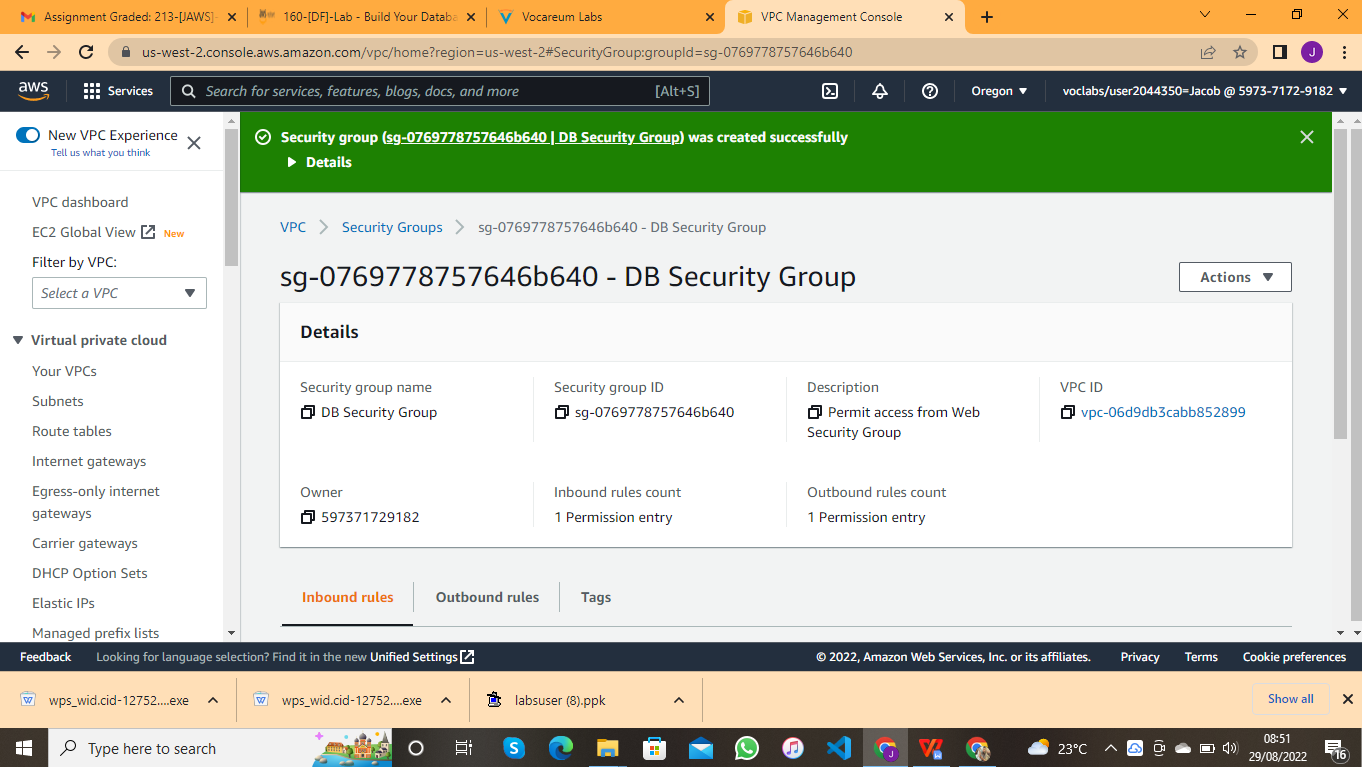 Assignment Graded: 213-[JAWS]-
160-[DF]-Lab - Build Your Databa
Vocareum Labs
VPC Management Console
us-west-2.console.aws.amazon.com/vpc/home?region=us-west-2#SecurityGroup:groupId=sg-0769778757646b640
J
aws
Services
Search for services, features, blogs, docs, and more
[Alt+S]
Oregon
voclabs/user2044350=Jacob @ 5973-7172-9182
New VPC Experience
Tell us what you think
VPC dashboard
EC2 Global View New
Filter by VPC:
Select a VPC
Virtual private cloud
Your VPCs
Subnets
Route tables
Internet gateways
Egress-only internet
gateways
Carrier gateways
DHCP Option Sets
Elastic IPs
Managed prefix lists
Security group (sg-0769778757646b640 | DB Security Group) was created successfully
Details
VPC
Security Groups
sg-0769778757646b640 - DB Security Group
sg-0769778757646b640 - DB Security Group
Actions
Details
Security group name
DB Security Group
Security group ID
sg-0769778757646b640
Description
Permit access from Web
Security Group
VPC ID
vpc-06d9db3cabb852899
Owner
597371729182
Inbound rules count
1 Permission entry
Outbound rules count
1 Permission entry
Inbound rules
Outbound rules
Tags
Feedback
Looking for language selection? Find it in the new Unified Settings
© 2022, Amazon Web Services, Inc. or its affiliates.
Privacy
Terms
Cookie preferences
wps_wid.cid-12752....exe
wps_wid.cid-12752....exe
labsuser (8).ppk
Show all
Type here to search
23°C
08:51
29/08/2022
16